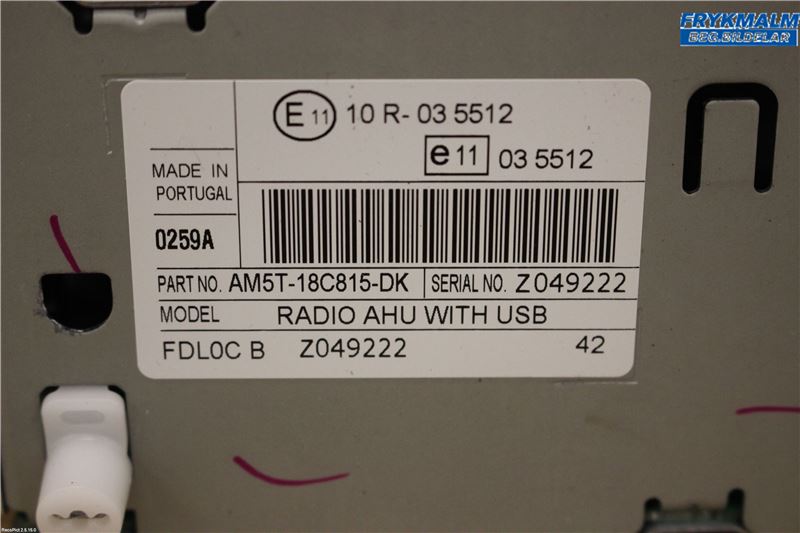 FRYKMALM
BEG.BILDELAR
E 11 10 R- 03 5512
e 11 03 5512
MADE IN
PORTUGAL
0259A
PART NO. AM5T-18C815-DK SERIAL NO. Z049222
MODEL RADIO AHU WITH USB
FDL0C B Z049222 42